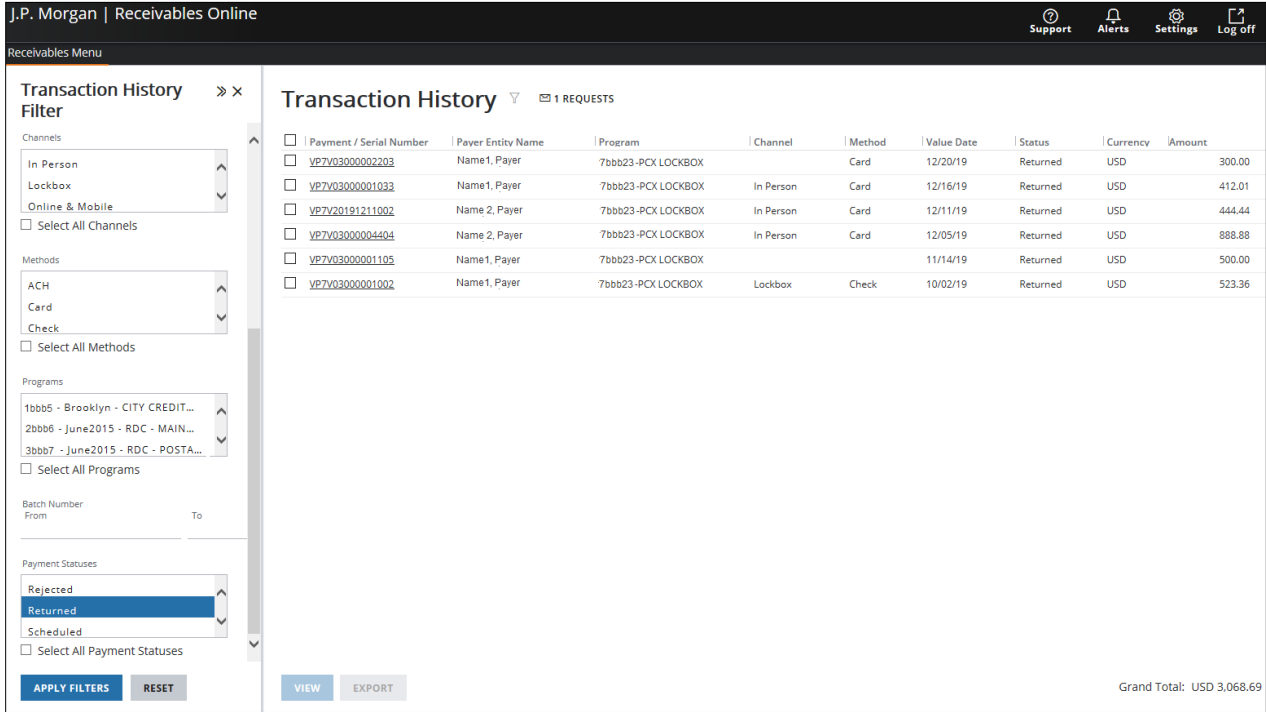 J.P. Morgan | Receivables Online
Support Alerts Settings Log off
Receivables Menu
Transaction History
Filter
Channels
In Person
Lockbox
Online & Mobile
Select All Channels
Methods
ACH
Card
Check
Select All Methods
Programs
1bbb5 - Brooklyn - CITY CREDIT...
2bbb6 - June2015 - RDC - MAIN...
3bbb7 - June2015 - RDC - POSTA...
Select All Programs
Batch Number
From To
Payment Statuses
Rejected
Returned
Scheduled
Select All Payment Statuses
APPLY FILTERS RESET
Transaction History 1 REQUESTS
Payment / Serial Number Payer Entity Name Program Channel Method Value Date Status Currency Amount
VP7V03000002203 Name1, Payer 7bbb23-PCX LOCKBOX Card 12/20/19 Returned USD 300.00
VP7V03000001033 Name1, Payer 7bbb23-PCX LOCKBOX In Person Card 12/16/19 Returned USD 412.01
VP7V20191211002 Name 2, Payer 7bbb23-PCX LOCKBOX In Person Card 12/11/19 Returned USD 444.44
VP7V03000004404 Name 2, Payer 7bbb23-PCX LOCKBOX In Person Card 12/05/19 Returned USD 888.88
VP7V03000001105 Name1, Payer 7bbb23-PCX LOCKBOX 11/14/19 Returned USD 500.00
VP7V03000001002 Name1, Payer 7bbb23-PCX LOCKBOX Lockbox Check 10/02/19 Returned USD 523.36
VIEW EXPORT
Grand Total: USD 3,068.69